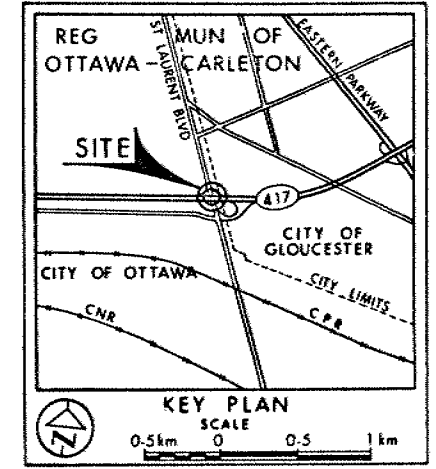 REG MUN OF
OTTAWA - CARLETON
ST LAURENT BLVD
EASTERN PARKWAY
SITE
417
CITY OF
GLOUCESTER
CITY OF OTTAWA
CITY LIMITS
CNR
CPR
KEY PLAN
SCALE
0·5km 0 0·5 1 km
N